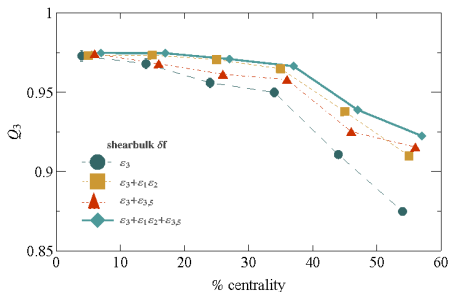 1
0.95
0.9
0.85
Q₃
shearbulk δf
ε₃
ε₃+ε₁ε₂
ε₃+ε₃,₅
ε₃+ε₁ε₂+ε₃,₅
0 10 20 30 40 50 60
% centrality